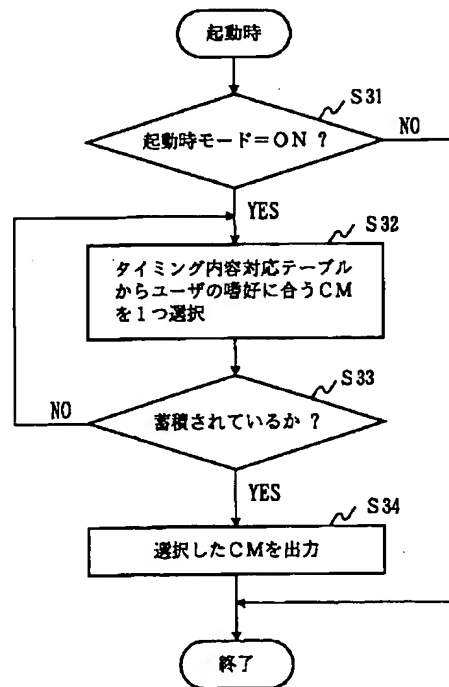 起動時
S31
起動時モード＝ON ?
NO
YES
S32
タイミング内容対応テーブル
からユーザの嗜好に合うCM
を1つ選択
S33
NO
蓄積されているか ?
YES
S34
選択したCMを出力
終了